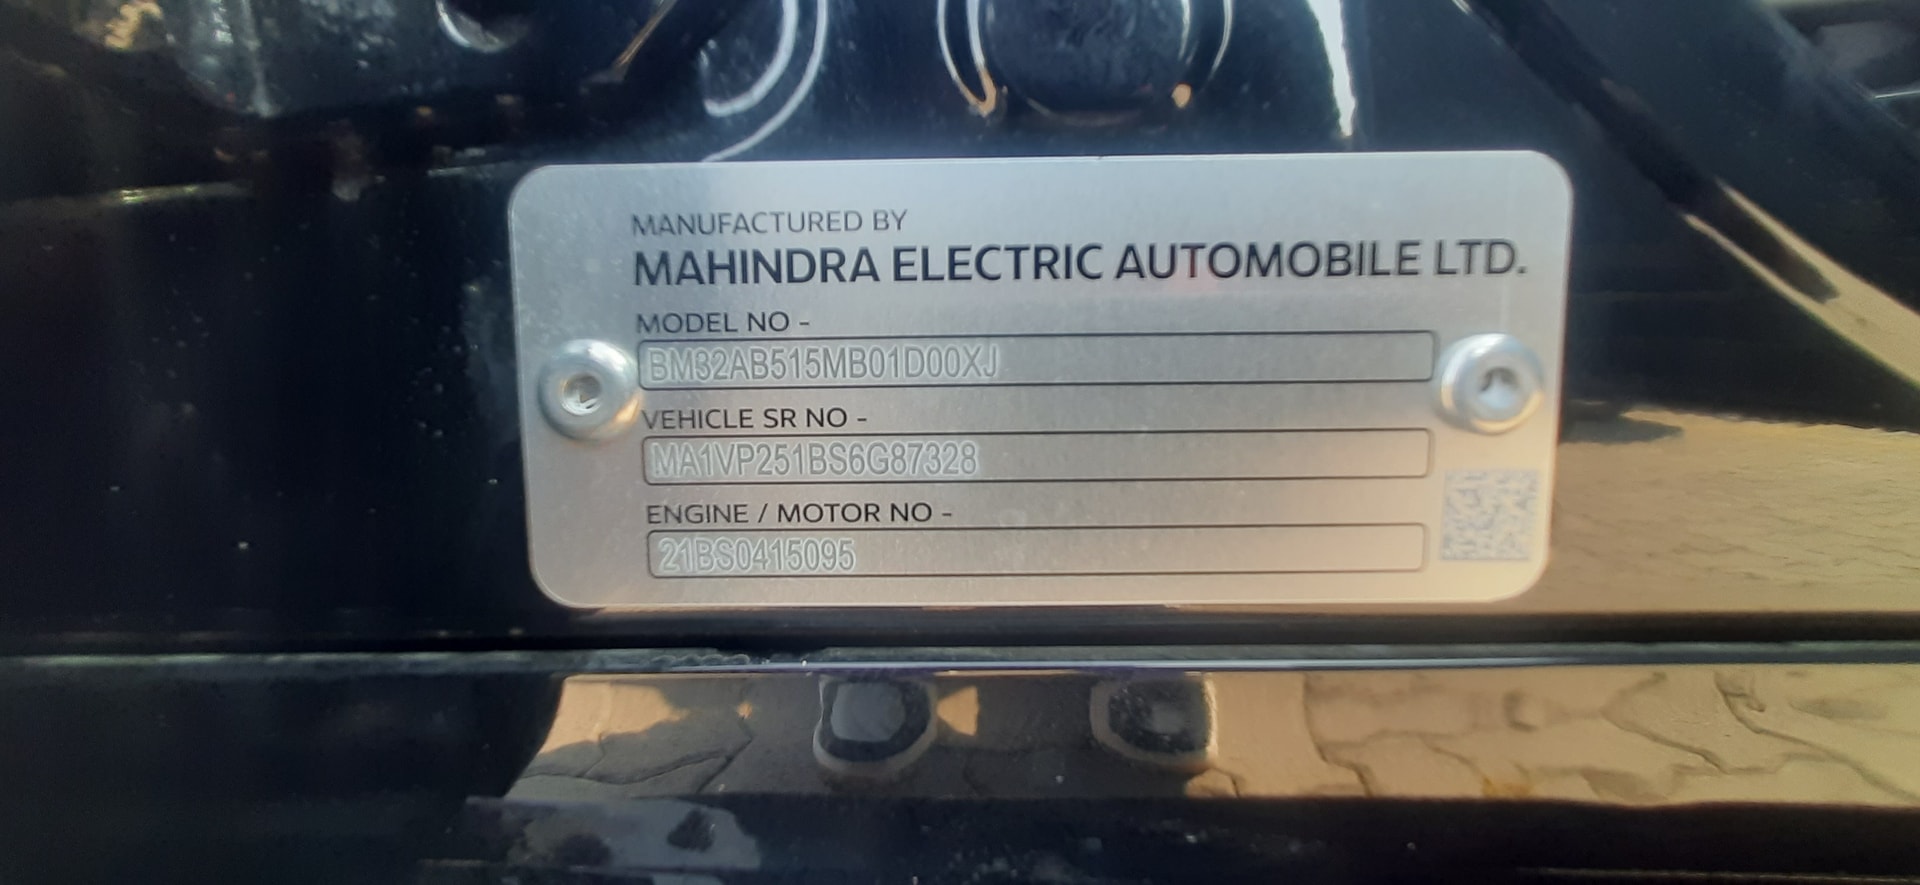 MANUFACTURED BY
MAHINDRA ELECTRIC AUTOMOBILE LTD.
MODEL NO -
BM32AB515MB01D00XJ
VEHICLE SR NO -
MA1VP251BS6G87328
ENGINE / MOTOR NO -
21BS0415095